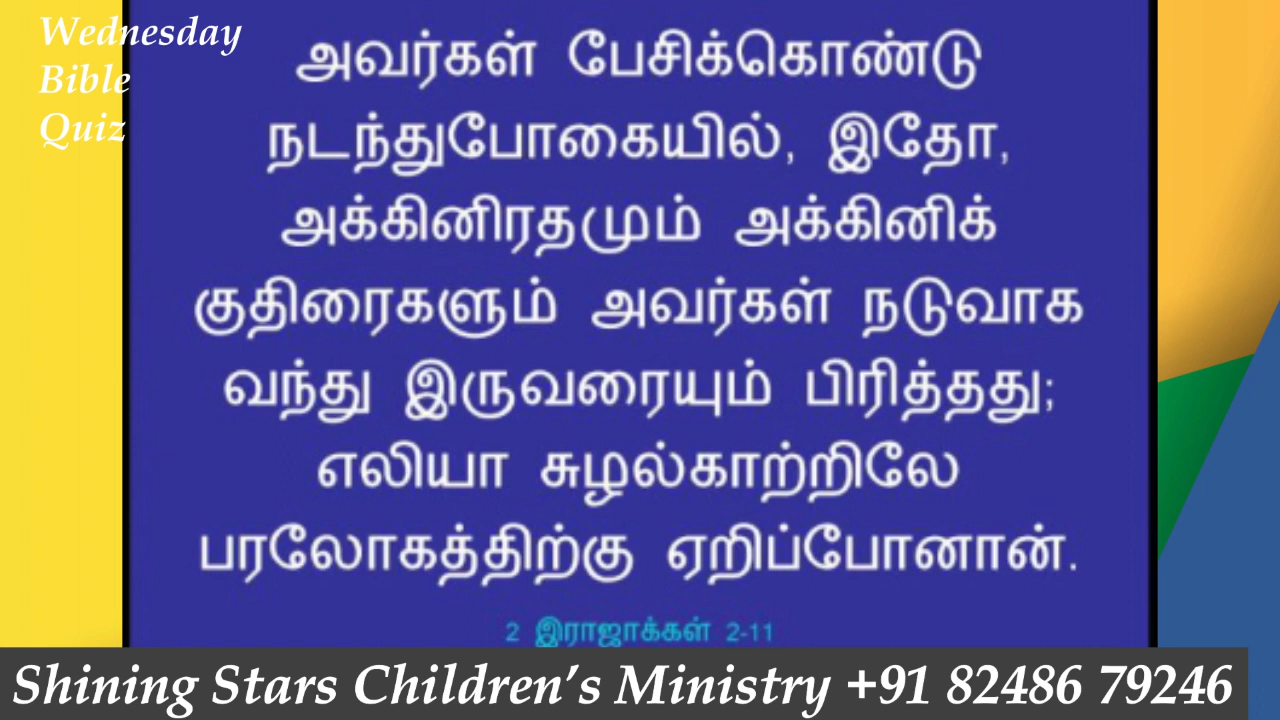 Wednesday
Bible
Quiz
அவர்கள் பேசிக்கொண்டு
நடந்துபோகையில், இதோ,
அக்கினிரதமும் அக்கினிக்
குதிரைகளும் அவர்கள் நடுவாக
வந்து இருவரையும் பிரித்தது;
எலியா சுழல்காற்றிலே
பரலோகத்திற்கு ஏறிப்போனான்.
2 இராஜாக்கள் 2-11
Shining Stars Children’s Ministry +91 82486 79246